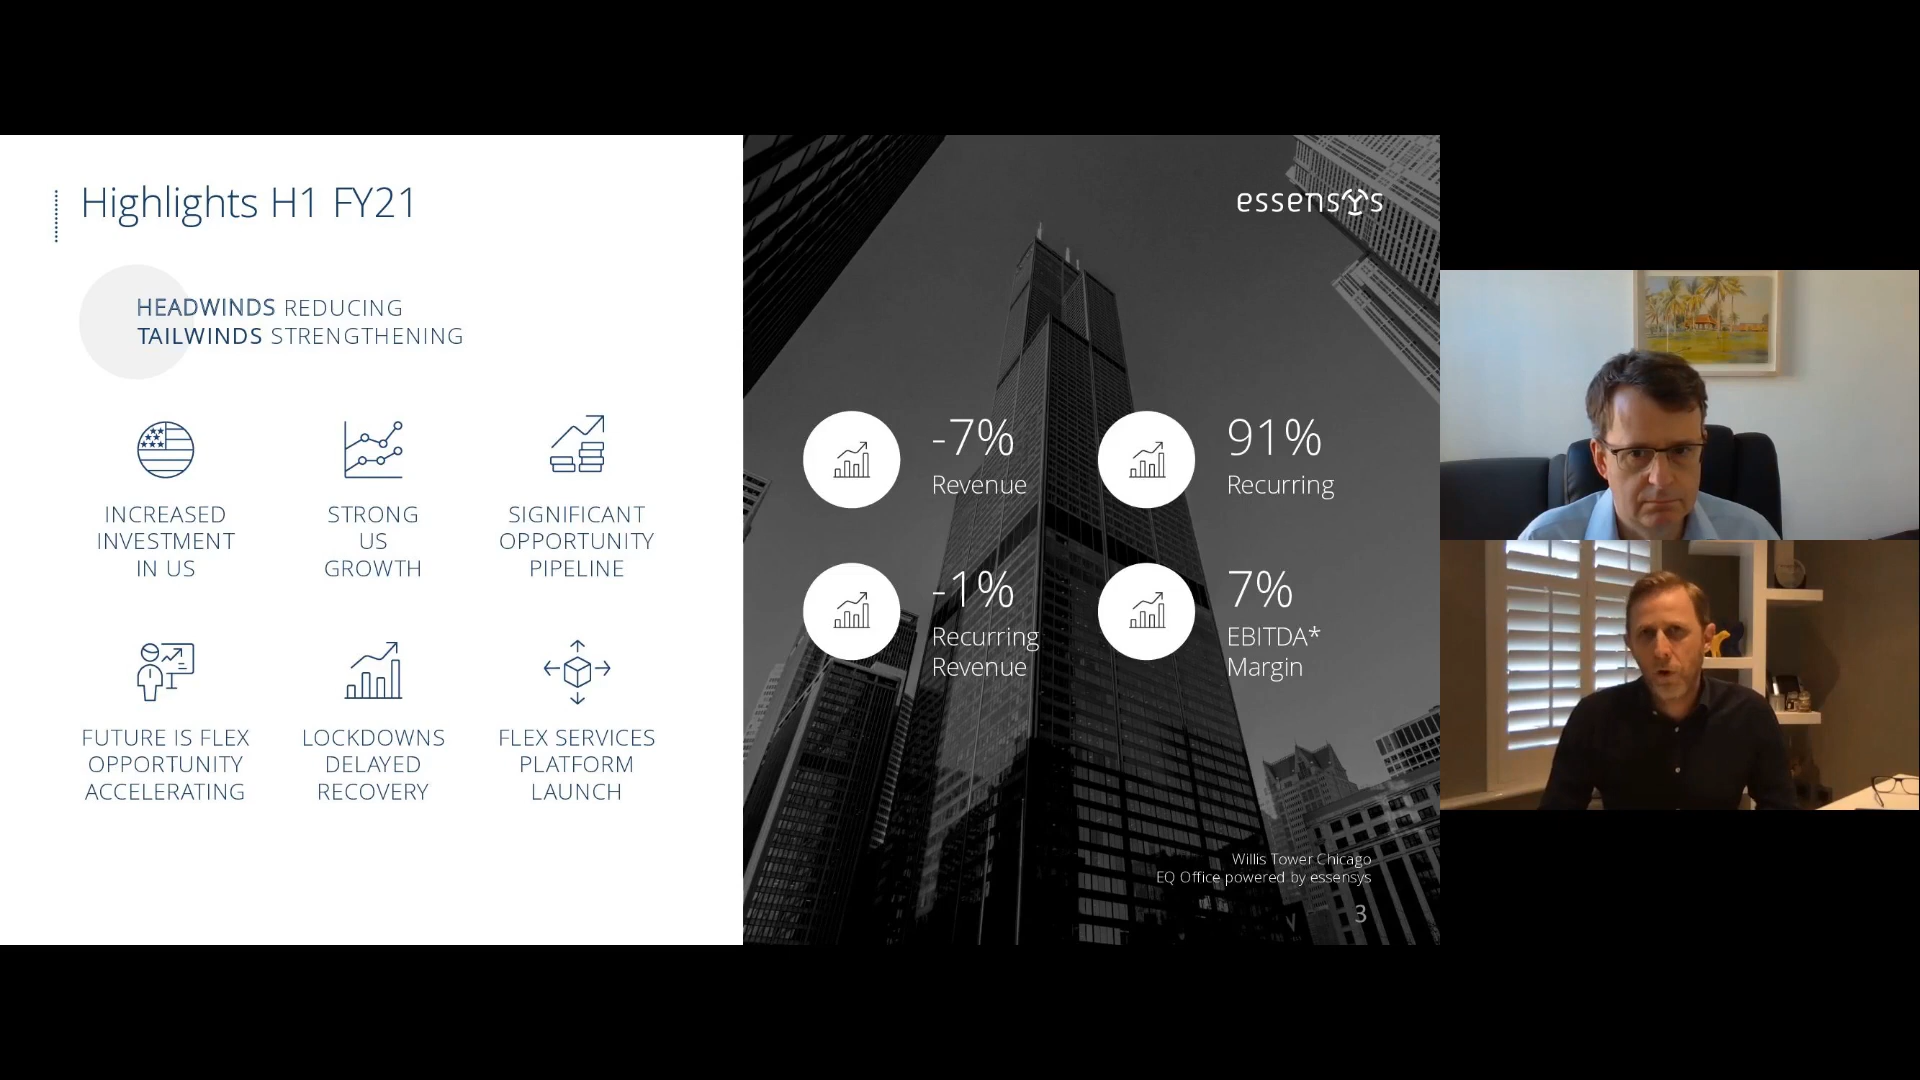 Highlights H1 FY21
HEADWINDS REDUCING
TAILWINDS STRENGTHENING
INCREASED
INVESTMENT
IN US
STRONG
US
GROWTH
SIGNIFICANT
OPPORTUNITY
PIPELINE
FUTURE IS FLEX
OPPORTUNITY
ACCELERATING
LOCKDOWNS
DELAYED
RECOVERY
FLEX SERVICES
PLATFORM
LAUNCH
essensys
-7%
Revenue
91%
Recurring
-1%
Recurring
Revenue
7%
EBITDA*
Margin
Willis Tower Chicago
EQ Office powered by essensys
3